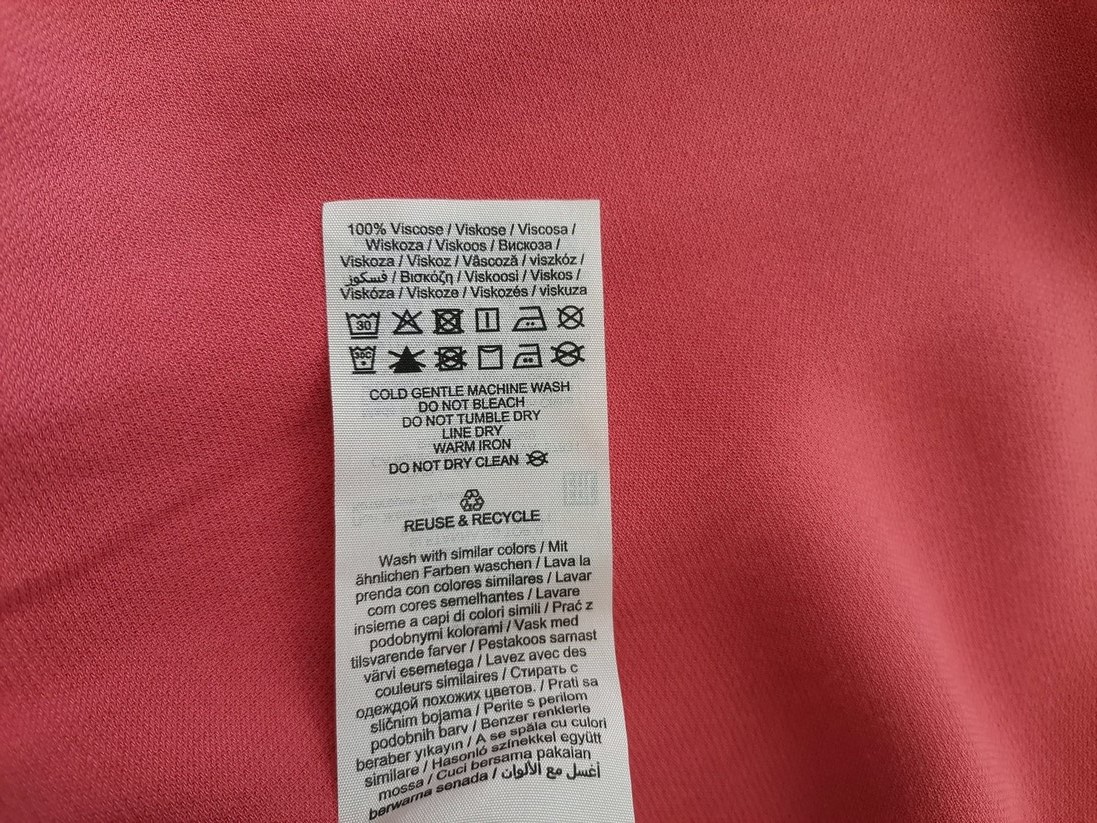 100% Viscose / Viskose / Viscosa /
Wiskoza / Viskoos / Вискоза /
Viskoza / Viskoz / Vâscoză / viszkóz /
فسكوز / Βισκόζη / Viskoosi / Viskos /
Viskóza / Viskoze / Viskozés / viskuza
30
30C
COLD GENTLE MACHINE WASH
DO NOT BLEACH
DO NOT TUMBLE DRY
LINE DRY
WARM IRON
DO NOT DRY CLEAN
REUSE & RECYCLE
Wash with similar colors / Mit
ähnlichen Farben waschen / Lava la
prenda con colores similares / Lavar
com cores semelhantes / Lavare
insieme a capi di colori simili / Prać z
podobnymi kolorami / Vask med
tilsvarende farver / Pestakoos samast
värvi esemetega / Lavez avec des
couleurs similaires / Стирать с
одеждой похожих цветов. / Prati sa
sličnim bojama / Perite s perilom
podobnih barv / Benzer renklerle
beraber yıkayın / A se spăla cu culori
similare / Hasonló színekkel együtt
mossa / Cuci bersama pakaian
berwarna senada / أغسل مع الألوان